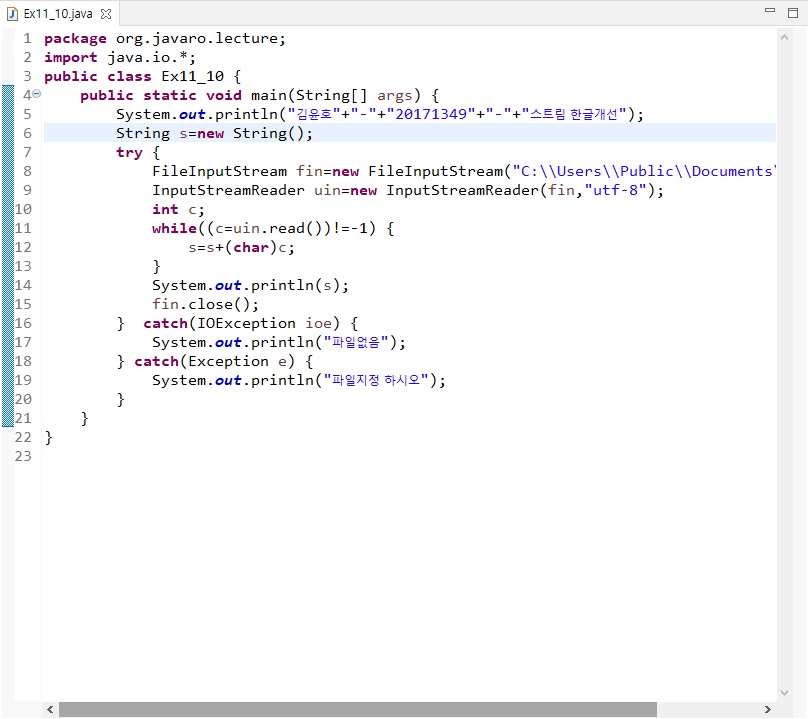 Ex11_10.java
1 package org.javaro.lecture;
2 import java.io.*;
3 public class Ex11_10 {
4 public static void main(String[] args) {
5 System.out.println("김윤호"+"-"+"20171349"+"-"+"스트림 한글개선");
6 String s=new String();
7 try {
8 FileInputStream fin=new FileInputStream("C:\\Users\\Public\\Documents\
9 InputStreamReader uin=new InputStreamReader(fin,"utf-8");
10 int c;
11 while((c=uin.read())!=-1) {
12 s=s+(char)c;
13 }
14 System.out.println(s);
15 fin.close();
16 } catch(IOException ioe) {
17 System.out.println("파일없음");
18 } catch(Exception e) {
19 System.out.println("파일지정 하시오");
20 }
21 }
22 }
23